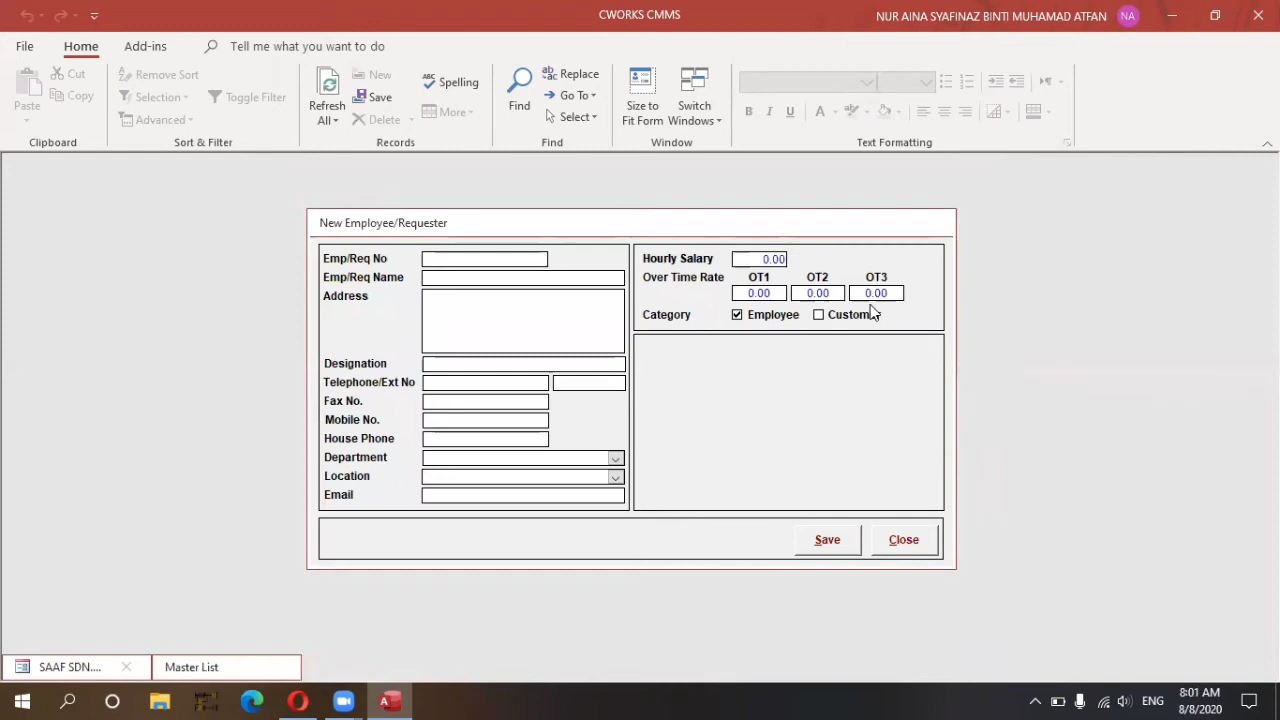 CWORKS CMMS
NUR AINA SYAFINAZ BINTI MUHAMAD ATFAN NA
File Home Add-ins Tell me what you want to do
Paste
Cut
Copy
Clipboard
Remove Sort
Selection Toggle Filter
Advanced
Sort & Filter
Refresh
All
New
Save
Delete
Spelling
More
Records
Find
Replace
Go To
Select
Find
Size to
Fit Form
Switch
Windows
Window
B I U A
Text Formatting
New Employee/Requester
Emp/Req No
Emp/Req Name
Address
Designation
Telephone/Ext No
Fax No.
Mobile No.
House Phone
Department
Location
Email
Hourly Salary 0.00
Over Time Rate OT1 OT2 OT3
0.00 0.00 0.00
Category Employee
Save Close
SAAF SDN.... Master List
A
ENG
8:01 AM
8/8/2020